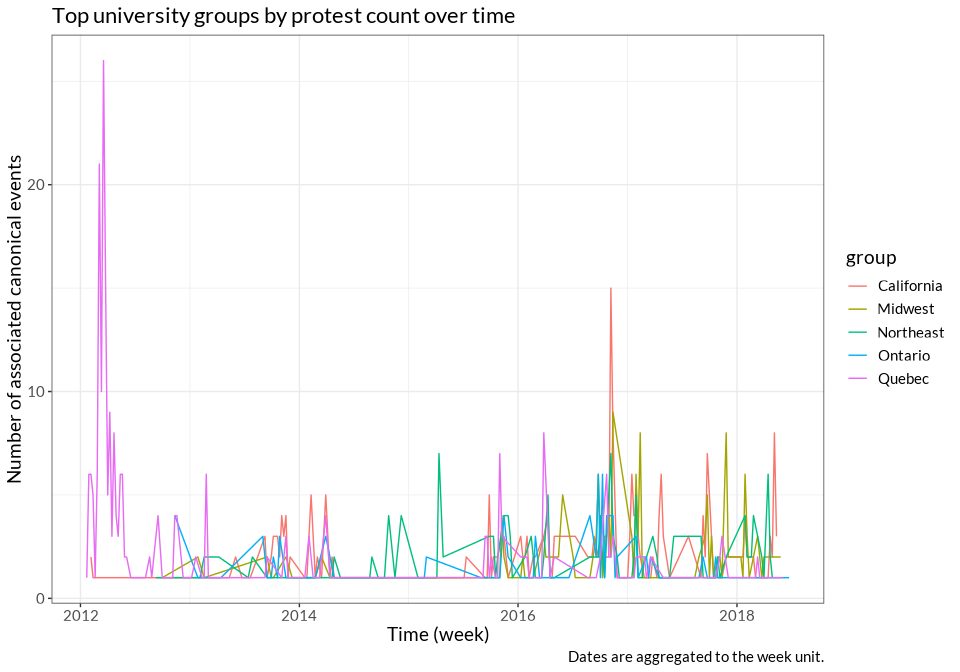 Top university groups by protest count over time
Number of associated canonical events
20
10
0
2012
2014
2016
2018
Time (week)
group
California
Midwest
Northeast
Ontario
Quebec
Dates are aggregated to the week unit.